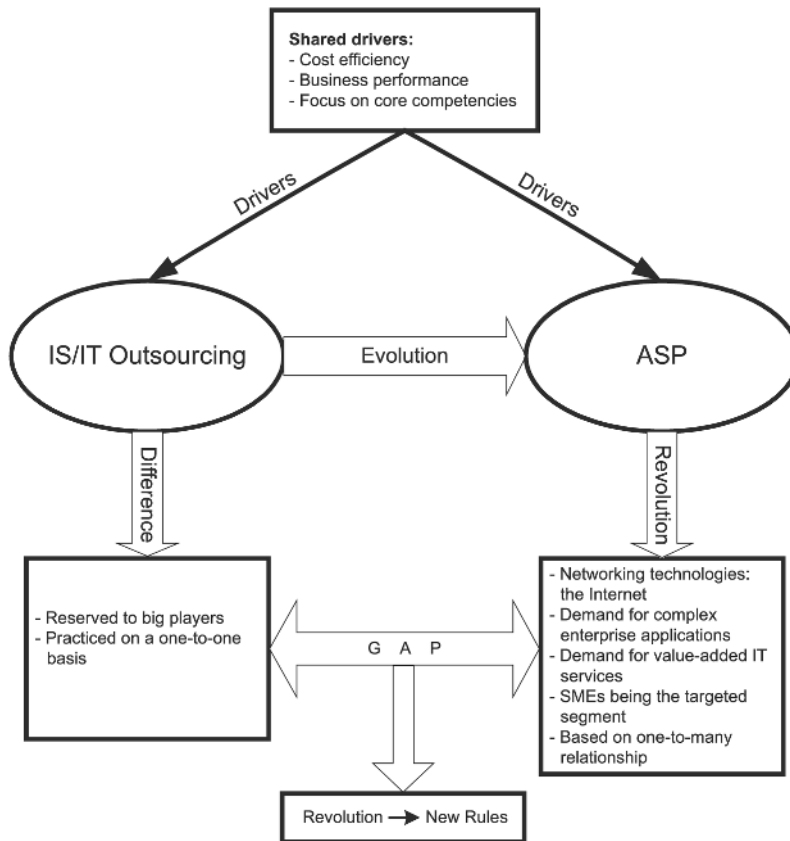 Shared drivers:
- Cost efficiency
- Business performance
- Focus on core competencies
Drivers
Drivers
IS/IT Outsourcing
Evolution
ASP
Difference
Revolution
- Reserved to big players
- Practiced on a one-to-one
basis
G A P
- Networking technologies:
the Internet
- Demand for complex
enterprise applications
- Demand for value-added IT
services
- SMEs being the targeted
segment
- Based on one-to-many
relationship
Revolution → New Rules